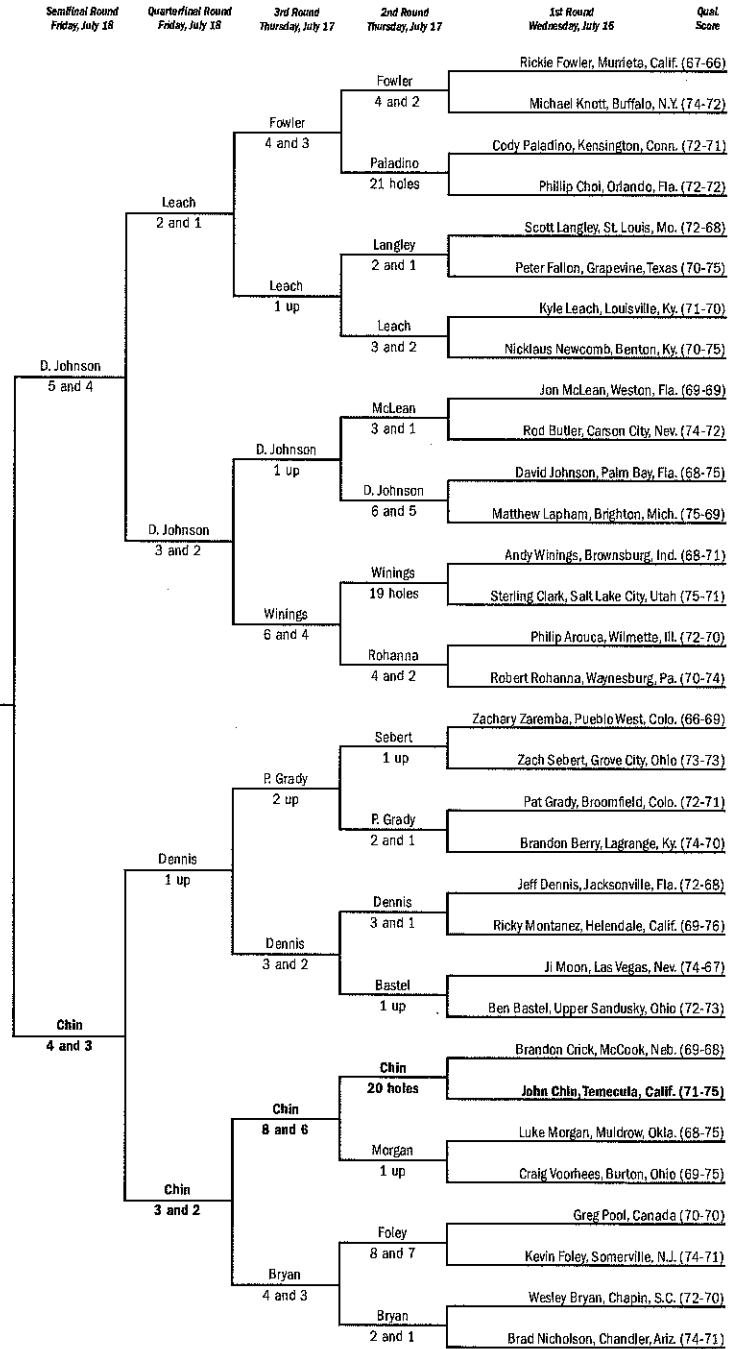 Semifinal Round Quarterfinal Round 3rd Round 2nd Round 1st Round Qual.
Friday, July 18 Friday, July 18 Thursday, July 17 Thursday, July 17 Wednesday, July 16 Score
Rickie Fowler, Murrieta, Calif. (67-66)
Fowler
4 and 2
Michael Knott, Buffalo, N.Y. (74-72)
Fowler
4 and 3
Cody Paladino, Kensington, Conn. (72-71)
Paladino
21 holes
Phillip Choi, Orlando, Fla. (72-72)
Leach
2 and 1
Scott Langley, St. Louis, Mo. (72-68)
Langley
2 and 1
Peter Fallon, Grapevine, Texas (70-75)
Leach
1 up
Kyle Leach, Louisville, Ky. (71-70)
Leach
3 and 2
Nicklaus Newcomb, Benton, Ky. (70-75)
D. Johnson
5 and 4
Jon McLean, Weston, Fla. (69-69)
McLean
3 and 1
Rod Butler, Carson City, Nev. (74-72)
D. Johnson
1 up
David Johnson, Palm Bay, Fla. (68-75)
D. Johnson
6 and 5
Matthew Lapham, Brighton, Mich. (75-69)
D. Johnson
3 and 2
Andy Winings, Brownsburg, Ind. (68-71)
Winings
19 holes
Sterling Clark, Salt Lake City, Utah (75-71)
Winings
6 and 4
Philip Arouca, Wilmette, Ill. (72-70)
Rohanna
4 and 2
Robert Rohanna, Waynesburg, Pa. (70-74)
Zachary Zaremba, Pueblo West, Colo. (66-69)
Sebert
1 up
Zach Sebert, Grove City, Ohio (73-73)
P. Grady
2 up
Pat Grady, Broomfield, Colo. (72-71)
P. Grady
2 and 1
Brandon Berry, Lagrange, Ky. (74-70)
Dennis
1 up
Jeff Dennis, Jacksonville, Fla. (72-68)
Dennis
3 and 1
Ricky Montanez, Helendale, Calif. (69-76)
Dennis
3 and 2
Ji Moon, Las Vegas, Nev. (74-67)
Bastel
1 up
Ben Bastel, Upper Sandusky, Ohio (72-73)
Chin
4 and 3
Brandon Crick, McCook, Neb. (69-68)
Chin
20 holes
John Chin, Temecula, Calif. (71-75)
Chin
8 and 6
Luke Morgan, Muldrow, Okla. (68-75)
Morgan
1 up
Craig Voorhees, Burton, Ohio (69-75)
Chin
3 and 2
Greg Pool, Canada (70-70)
Foley
8 and 7
Kevin Foley, Somerville, N.J. (74-71)
Bryan
4 and 3
Wesley Bryan, Chapin, S.C. (72-70)
Bryan
2 and 1
Brad Nicholson, Chandler, Ariz. (74-71)